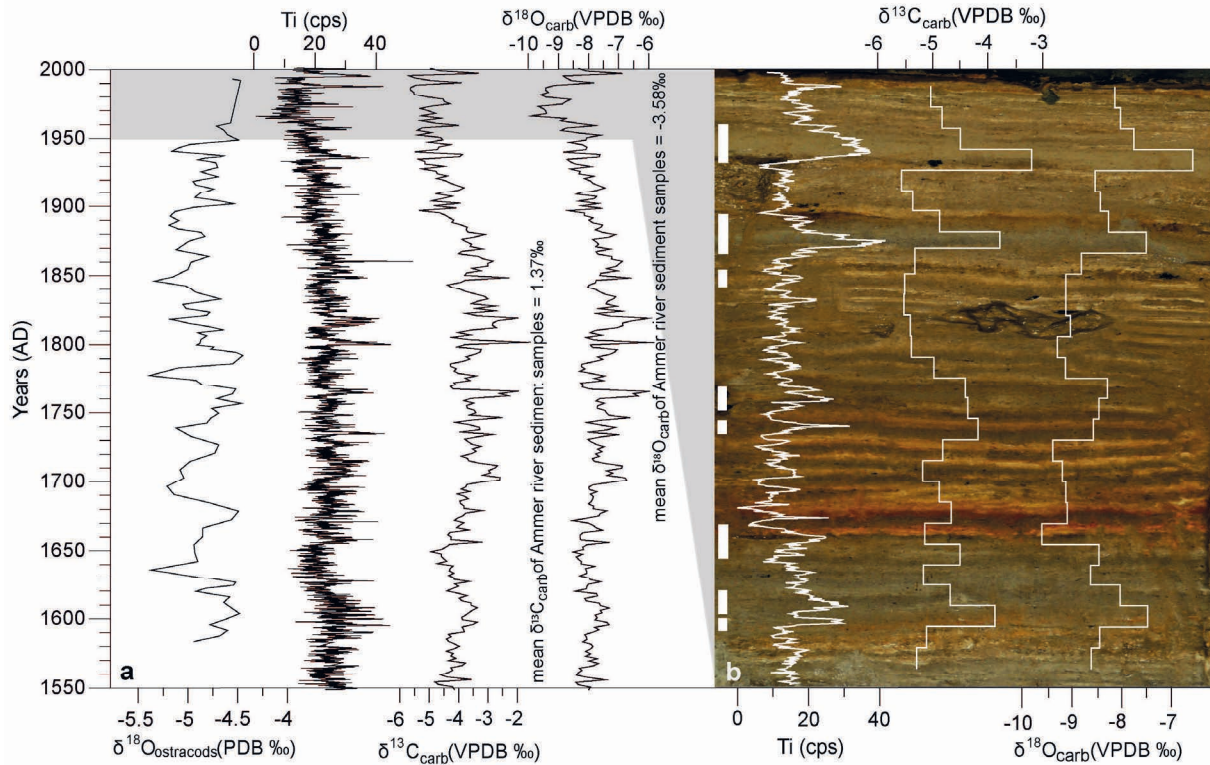 Ti (cps)
δ¹⁸Ocarb(VPDB ‰)
δ¹³Ccarb(VPDB ‰)
0 20 40
-10 -9 -8 -7 -6
-6 -5 -4 -3
2000
1950
1900
1850
1800
1750
1700
1650
1600
1550
Years (AD)
mean δ¹³Ccarb of Ammer river sediment samples = 1.37‰
mean δ¹⁸Ocarb of Ammer river sediment samples = -3.58‰
a
b
-5.5 -5 -4.5 -4
-6 -5 -4 -3 -2
0 20 40
-10 -9 -8 -7
δ¹⁸Oostracods(PDB ‰)
δ¹³Ccarb(VPDB ‰)
Ti (cps)
δ¹⁸Ocarb(VPDB ‰)